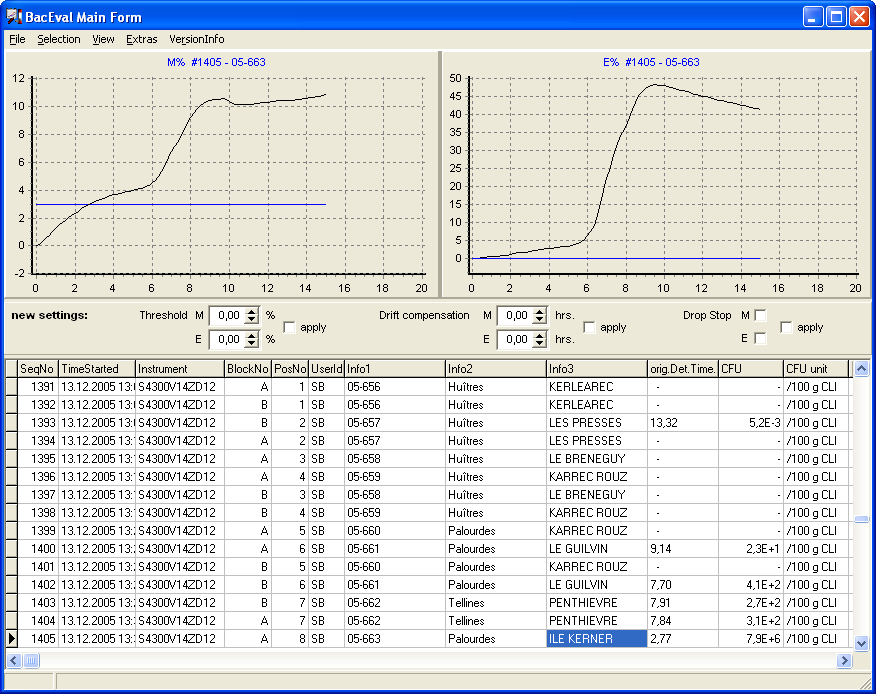 BacEval Main Form
File Selection View Extras VersionInfo
M% #1405 - 05-663
12
10
8
6
4
2
0
-2
0 2 4 6 8 10 12 14 16 18 20
E% #1405 - 05-663
50
45
40
35
30
25
20
15
10
5
0
0 2 4 6 8 10 12 14 16 18 20
new settings: Threshold M 0,00 % apply Drift compensation M 0,00 hrs. apply Drop Stop M apply
E 0,00 % E 0,00 hrs. E
SeqNo TimeStarted Instrument BlockNo PosNo UserId Info1 Info2 Info3 orig.Det.Time. CFU CFU unit
1391 13.12.2005 13: S4300V14ZD12 A 1 SB 05-656 Huîtres KERLEAREC - - /100 g CLI
1392 13.12.2005 13: S4300V14ZD12 B 1 SB 05-656 Huîtres KERLEAREC - - /100 g CLI
1393 13.12.2005 13: S4300V14ZD12 B 2 SB 05-657 Huîtres LES PRESSES 13,32 5,2E-3 /100 g CLI
1394 13.12.2005 13: S4300V14ZD12 A 2 SB 05-657 Huîtres LES PRESSES - - /100 g CLI
1395 13.12.2005 13: S4300V14ZD12 A 3 SB 05-658 Huîtres LE BRENEGUY - - /100 g CLI
1396 13.12.2005 13: S4300V14ZD12 A 4 SB 05-659 Huîtres KARREC ROUZ - - /100 g CLI
1397 13.12.2005 13: S4300V14ZD12 B 3 SB 05-658 Huîtres LE BRENEGUY - - /100 g CLI
1398 13.12.2005 13: S4300V14ZD12 B 4 SB 05-659 Huîtres KARREC ROUZ - - /100 g CLI
1399 13.12.2005 13: S4300V14ZD12 A 5 SB 05-660 Palourdes KARREC ROUZ - - /100 g CLI
1400 13.12.2005 13: S4300V14ZD12 A 6 SB 05-661 Palourdes LE GUILVIN 9,14 2,3E+1 /100 g CLI
1401 13.12.2005 13: S4300V14ZD12 B 5 SB 05-660 Palourdes KARREC ROUZ - - /100 g CLI
1402 13.12.2005 13: S4300V14ZD12 B 6 SB 05-661 Palourdes LE GUILVIN 7,70 4,1E+2 /100 g CLI
1403 13.12.2005 13: S4300V14ZD12 B 7 SB 05-662 Tellines PENTHIEVRE 7,91 2,7E+2 /100 g CLI
1404 13.12.2005 13: S4300V14ZD12 A 7 SB 05-662 Tellines PENTHIEVRE 7,84 3,1E+2 /100 g CLI
1405 13.12.2005 13: S4300V14ZD12 A 8 SB 05-663 Palourdes ILE KERNER 2,77 7,9E+6 /100 g CLI